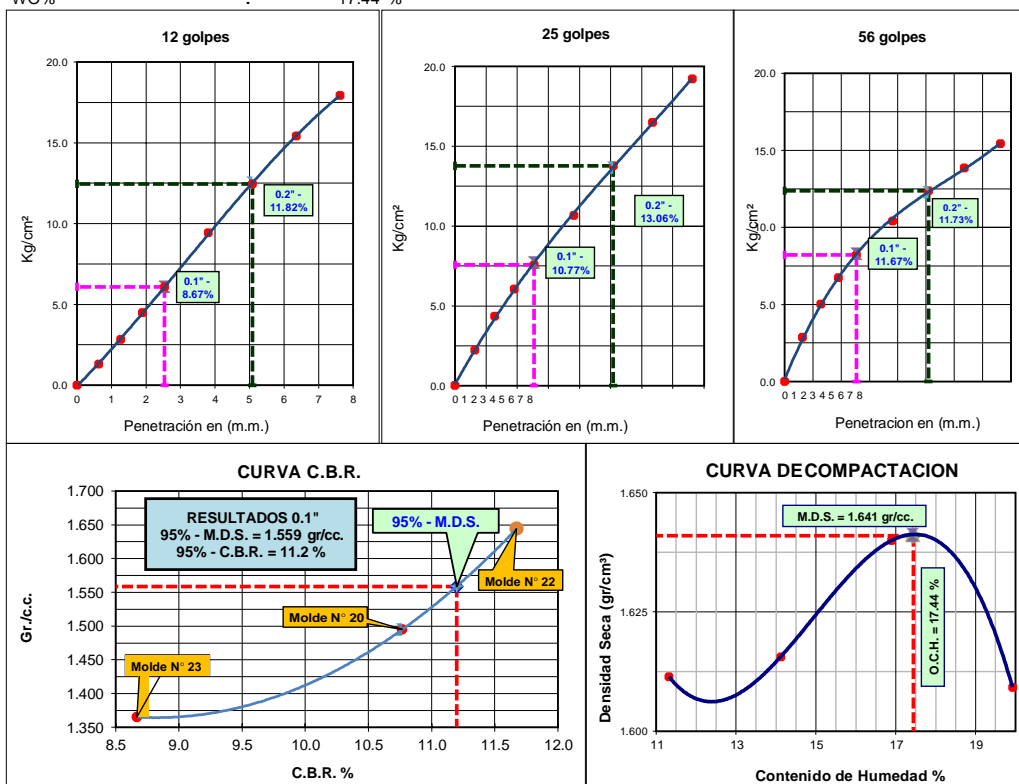 WO% : 17.44 %
12 golpes
20.0
15.0
10.0
5.0
0.0
Kg/cm²
0.2" -
11.82%
0.1" -
8.67%
0 1 2 3 4 5 6 7 8
Penetración en (m.m.)
25 golpes
20.0
15.0
10.0
5.0
0.0
Kg/cm²
0.2" -
13.06%
0.1" -
10.77%
0 1 2 3 4 5 6 7 8
Penetración en (m.m.)
56 golpes
20.0
15.0
10.0
5.0
0.0
Kg/cm²
0.2" -
11.73%
0.1" -
11.67%
0 1 2 3 4 5 6 7 8
Penetracion en (m.m.)
CURVA C.B.R.
1.700
1.650
1.600
1.550
1.500
1.450
1.400
1.350
Gr./c.c.
RESULTADOS 0.1"
95% - M.D.S. = 1.559 gr/cc.
95% - C.B.R. = 11.2 %
95% - M.D.S.
Molde N° 22
Molde N° 20
Molde N° 23
8.5 9.0 9.5 10.0 10.5 11.0 11.5 12.0
C.B.R. %
CURVA DECOMPACTACION
1.650
1.625
1.600
Densidad Seca (gr/cm³)
M.D.S. = 1.641 gr/cc.
O.C.H. = 17.44 %
11 13 15 17 19
Contenido de Humedad %